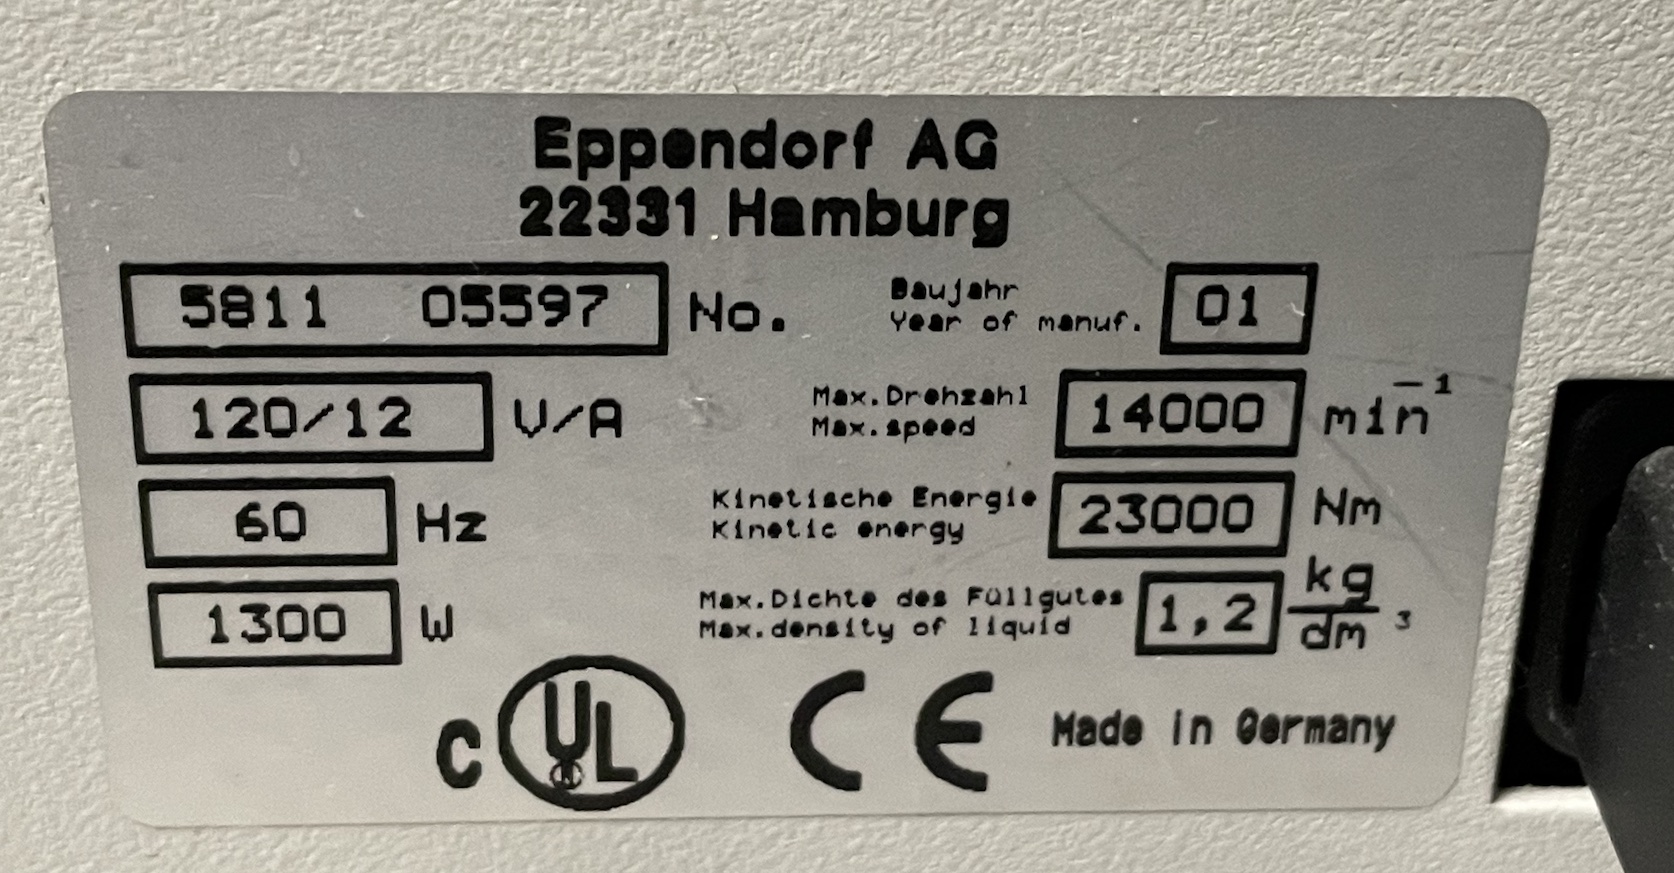 Eppendorf AG
22331 Hamburg
5811 05597 No.
Baujahr
Year of manuf. 01
120/12 V/A
Max.Drehzahl
Max.speed 14000 min⁻¹
60 Hz
Kinetische Energie
Kinetic energy 23000 Nm
1300 W
Max.Dichte des Füllgutes
Max.density of liquid 1,2 kg/dm³
C UL CE Made in Germany